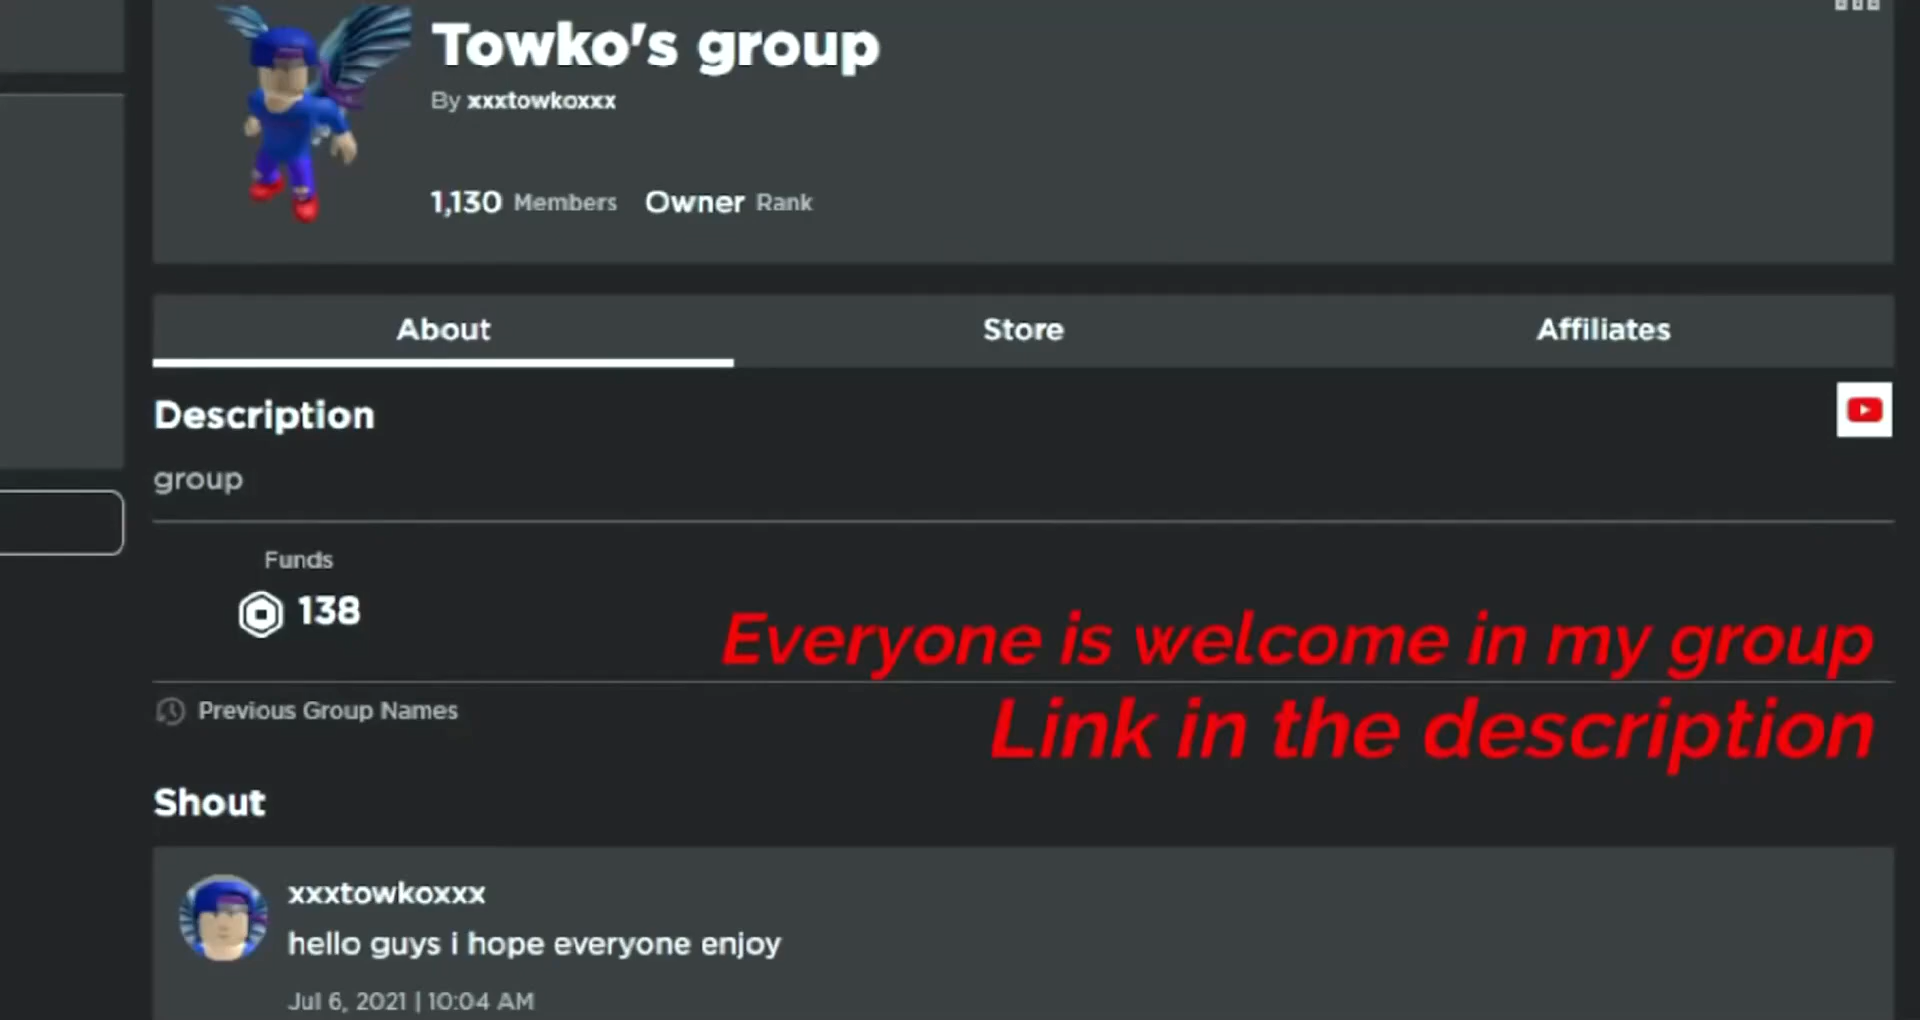 Towko's group
By xxxtowkoxxx
1,130 Members Owner Rank
About Store Affiliates
Description
group
Funds
138
Everyone is welcome in my group
Link in the description
Previous Group Names
Shout
xxxtowkoxxx
hello guys i hope everyone enjoy
Jul 6, 2021 | 10:04 AM